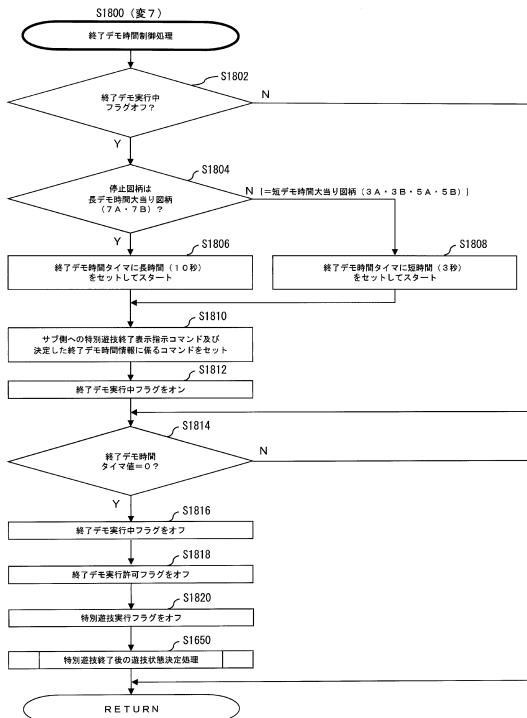 S1800 (変7)
終了デモ時間制御処理
S1802
終了デモ実行中
フラグオフ?
N
Y
S1804
停止図柄は
長デモ時間大当り図柄
(7A・7B)?
N (=短デモ時間大当り図柄(3A・3B・5A・5B))
Y
S1806
終了デモ時間タイマに長時間(10秒)
をセットしてスタート
S1808
終了デモ時間タイマに短時間(3秒)
をセットしてスタート
S1810
サブ側への特別遊技終了表示指示コマンド及び
決定した終了デモ時間情報に係るコマンドをセット
S1812
終了デモ実行中フラグをオン
S1814
終了デモ時間
タイマ値=0?
N
Y
S1816
終了デモ実行中フラグをオフ
S1818
終了デモ実行許可フラグをオフ
S1820
特別遊技実行フラグをオフ
S1650
特別遊技終了後の遊技状態決定処理
RETURN